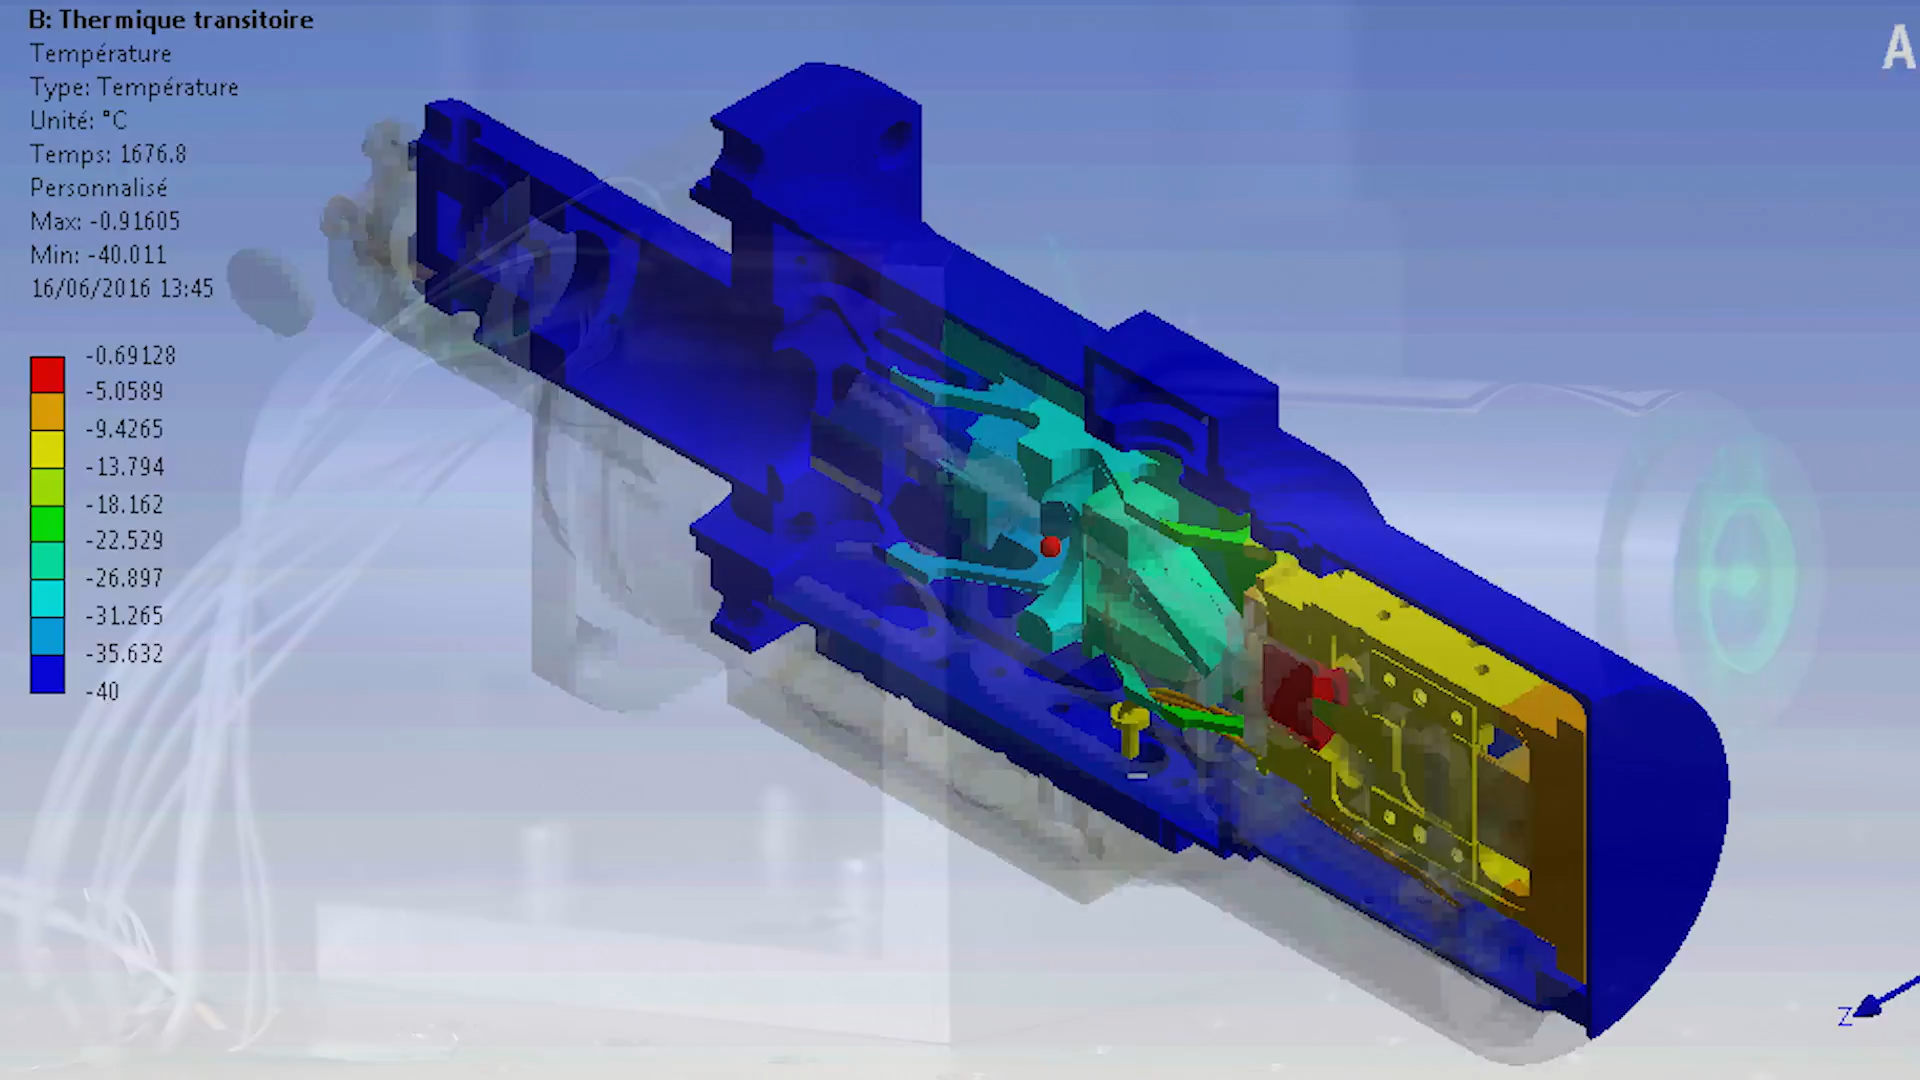 B: Thermique transitoire
Température
Type: Température
Unité: °C
Temps: 1676.8
Personnalisé
Max: -0.91605
Min: -40.011
16/06/2016 13:45
-0.69128
-5.0589
-9.4265
-13.794
-18.162
-22.529
-26.897
-31.265
-35.632
-40
A
Z